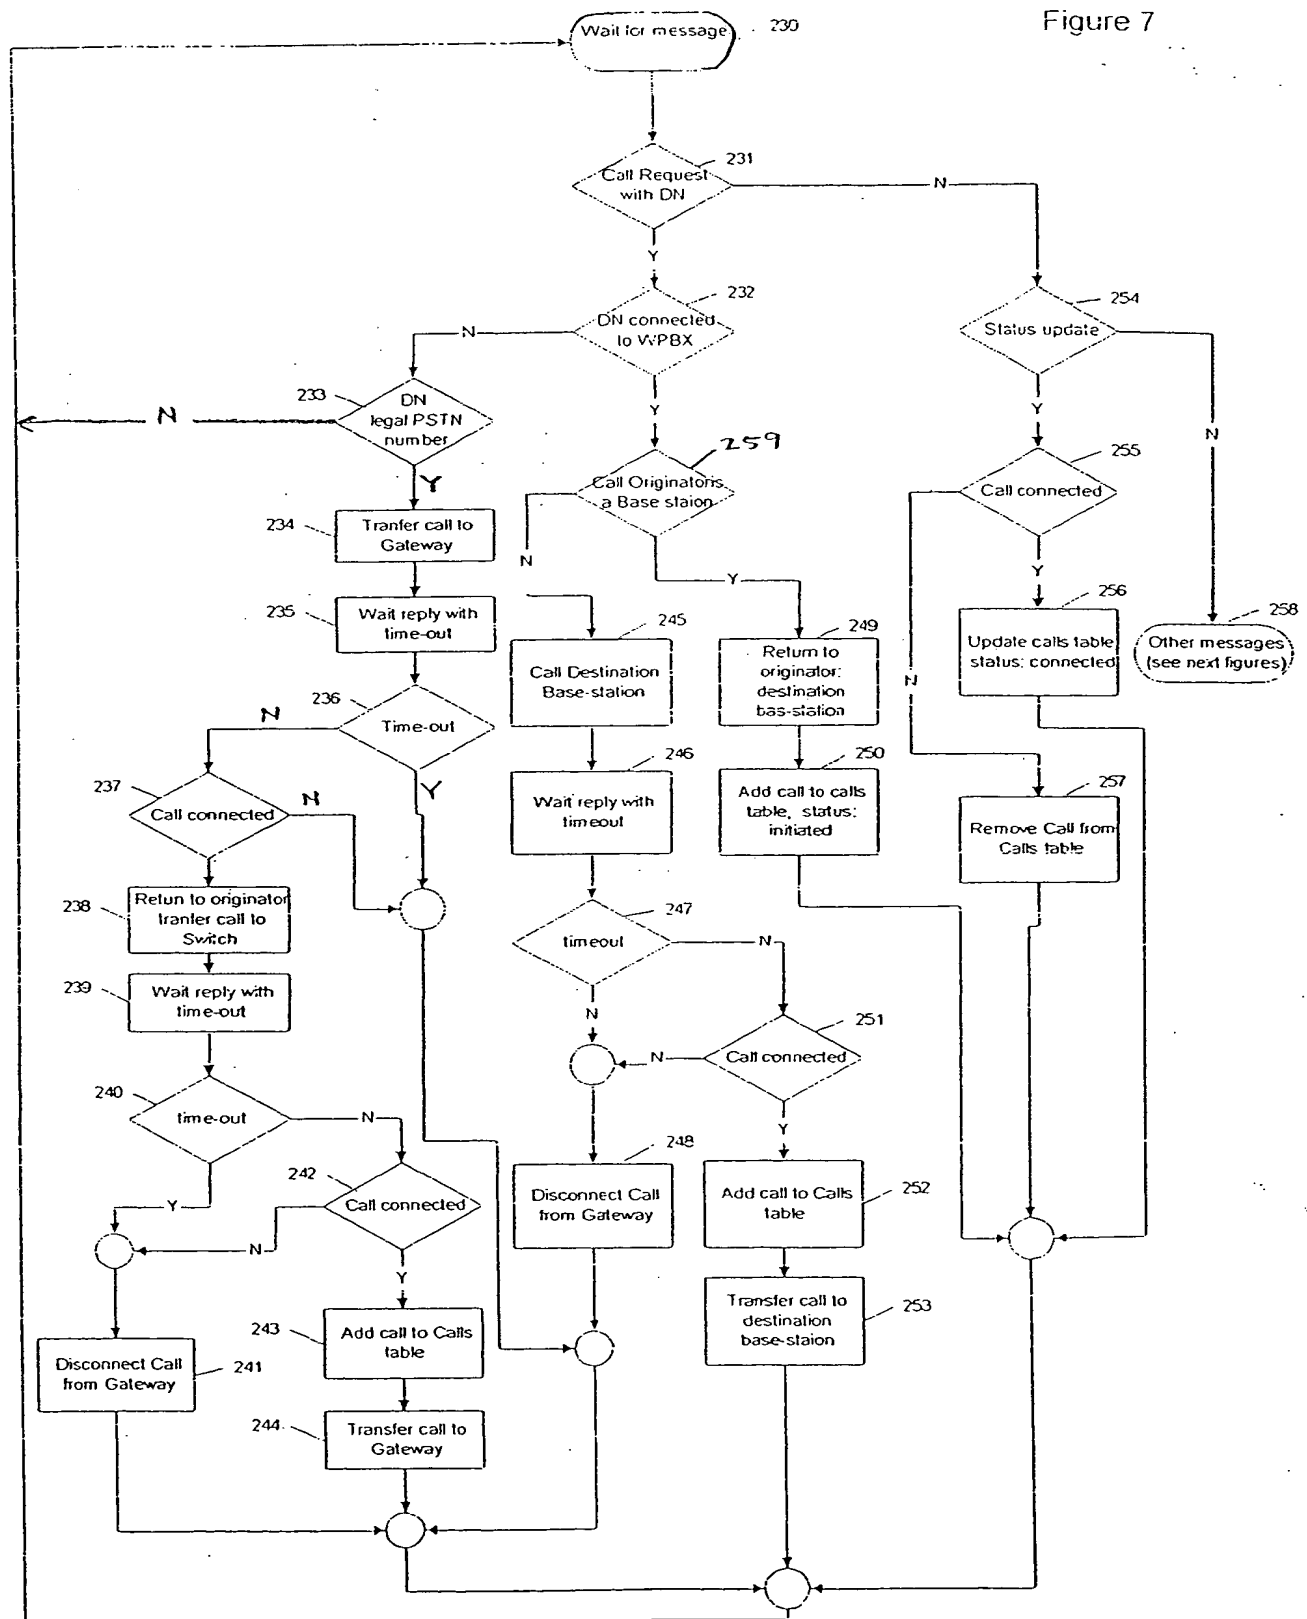 Figure 7
Wait for message
230
231
Call Request
with DN
N
Y
232
DN connected
to WPBX
N
254
Status update
233
DN
legal PSTN
number
N
Y
Y
Y
N
259
Call Originatoris
a Base staion
255
Call connected
Y
234
Tranfer call to
Gateway
N
Y
Y
N
235
Wait reply with
time-out
245
Call Destination
Base-station
249
Return to
originator:
destination
bas-station
256
Update calls table
status: connected
258
Other messages
(see next figures)
236
Time-out
N
Y
237
Call connected
N
246
Wait reply with
timeout
250
Add call to calls
table, status:
initiated
257
Remove Call from
Calls table
238
Retun to originator
tranfer call to
Switch
247
timeout
N
N
239
Wait reply with
time-out
251
Call connected
N
Y
240
time-out
N
Y
242
Call connected
N
Y
248
Disconnect Call
from Gateway
252
Add call to Calls
table
243
Add call to Calls
table
253
Transfer call to
destination
base-staion
241
Disconnect Call
from Gateway
244
Transfer call to
Gateway